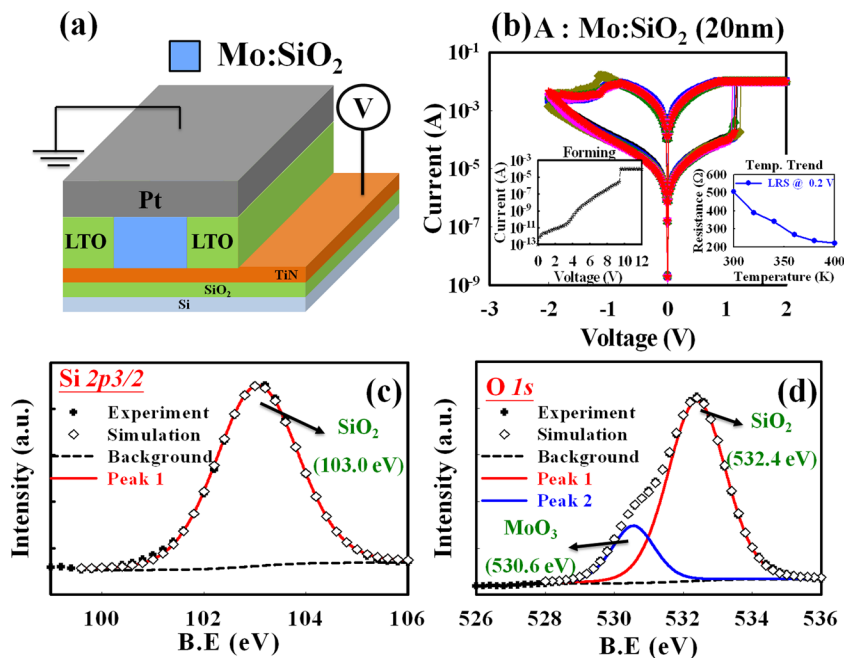 (a)
Mo:SiO2
V
Pt
LTO
LTO
TiN
SiO2
Si
(b) A : Mo:SiO2 (20nm)
Current (A)
10-1
10-3
10-5
10-7
10-9
-3 -2 -1 0 1 2
Voltage (V)
Forming
Current (A)
10-3
10-5
10-7
10-9
10-11
10-13
0 2 4 6 8 10 12
Voltage (V)
Temp. Trend
LRS @ 0.2 V
Resistance (Ω)
600
500
400
300
200
300 350 400
Temperature (K)
Si 2p3/2
(c)
Experiment
Simulation
Background
Peak 1
SiO2
(103.0 eV)
Intensity (a.u.)
100 102 104 106
B.E (eV)
O 1s
(d)
Experiment
Simulation
Background
Peak 1
Peak 2
SiO2
(532.4 eV)
MoO3
(530.6 eV)
Intensity (a.u.)
526 528 530 532 534 536
B.E (eV)